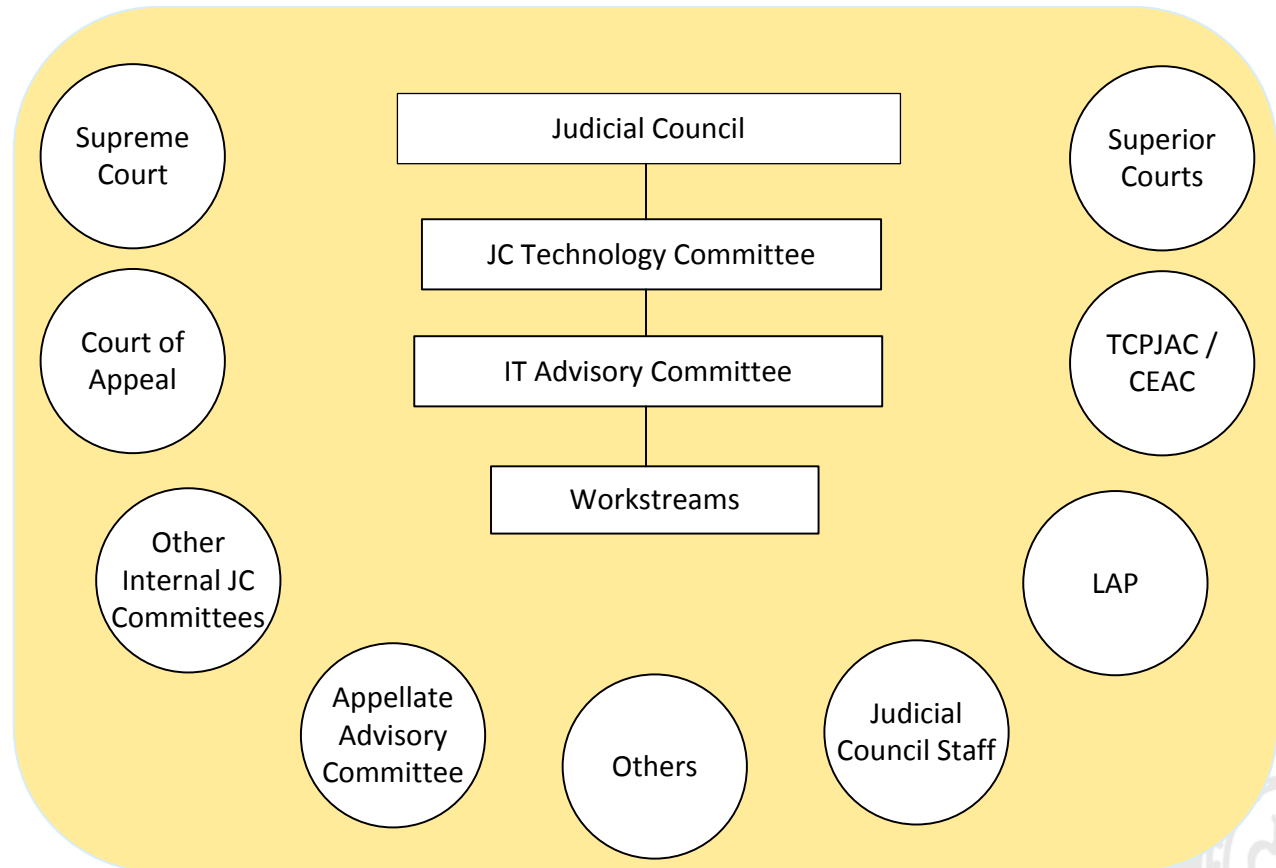 Judicial Council
JC Technology Committee
IT Advisory Committee
Workstreams
Supreme
Court
Court of
Appeal
Other
Internal JC
Committees
Appellate
Advisory
Committee
Others
Judicial
Council Staff
LAP
TCPJAC /
CEAC
Superior
Courts